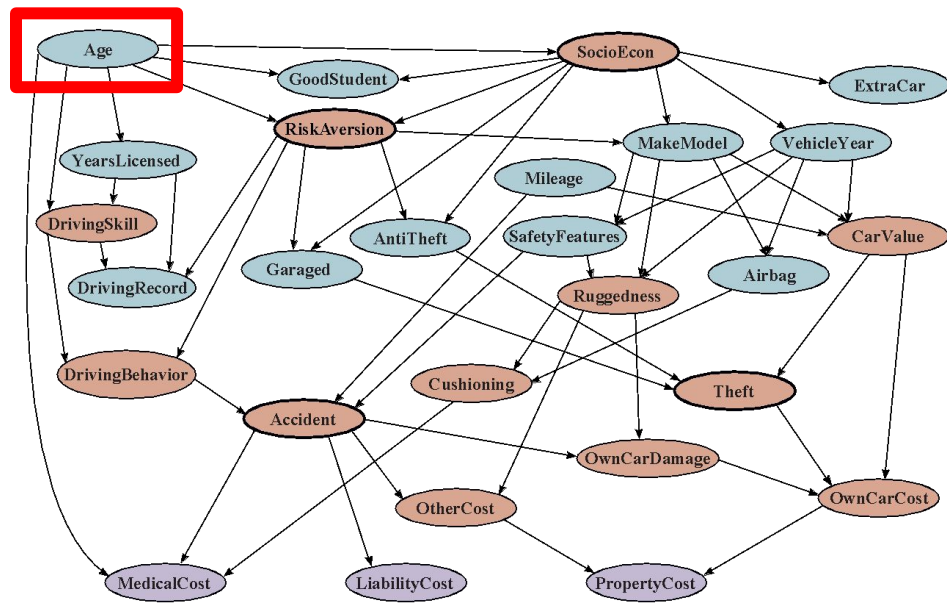 Age
SocioEcon
GoodStudent
ExtraCar
RiskAversion
YearsLicensed
MakeModel
VehicleYear
Mileage
DrivingSkill
AntiTheft
SafetyFeatures
CarValue
Garaged
Airbag
DrivingRecord
Ruggedness
DrivingBehavior
Cushioning
Theft
Accident
OwnCarDamage
OtherCost
OwnCarCost
MedicalCost
LiabilityCost
PropertyCost